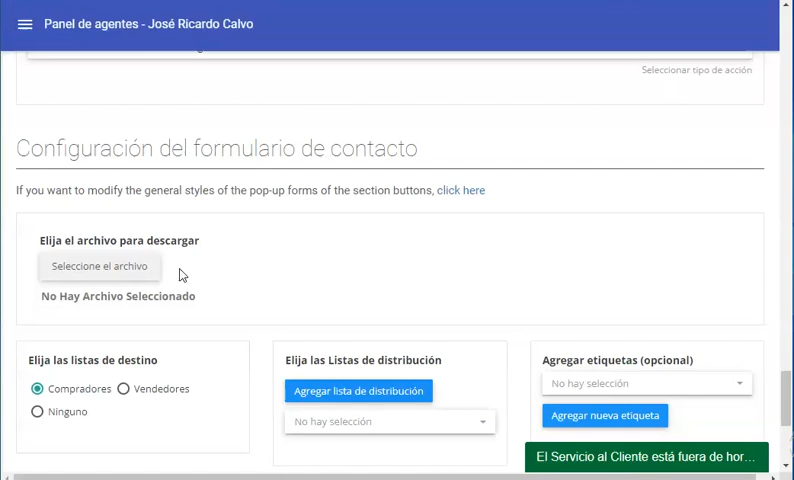 Panel de agentes - José Ricardo Calvo
Seleccionar tipo de acción
Configuración del formulario de contacto
If you want to modify the general styles of the pop-up forms of the section buttons, click here
Elija el archivo para descargar
Seleccione el archivo
No Hay Archivo Seleccionado
Elija las listas de destino
Compradores
Vendedores
Ninguno
Elija las Listas de distribución
Agregar lista de distribución
No hay selección
Agregar etiquetas (opcional)
No hay selección
Agregar nueva etiqueta
El Servicio al Cliente está fuera de hor...